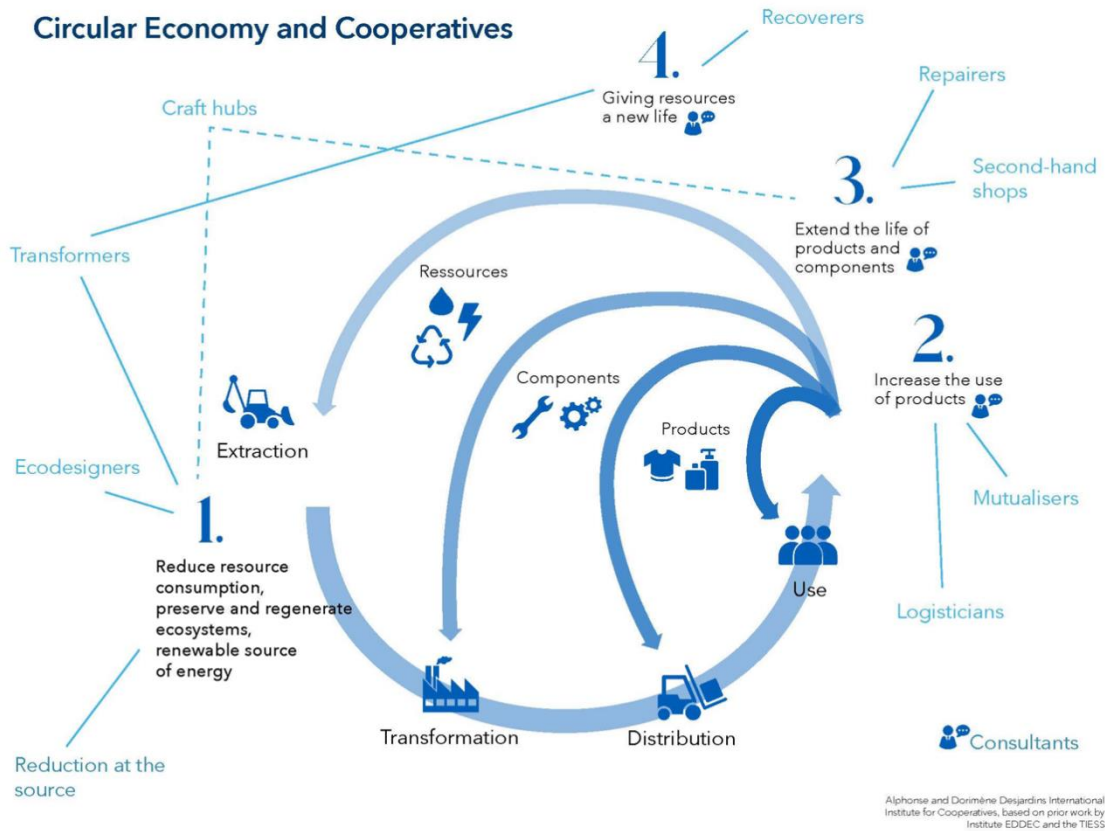 Circular Economy and Cooperatives
Recoverers
4.
Giving resources
a new life
Repairers
Craft hubs
3.
Second-hand
shops
Extend the life of
products and
components
Transformers
Ressources
2.
Increase the use
of products
Components
Products
Extraction
Ecodesigners
Mutualisers
1.
Reduce resource
consumption,
preserve and regenerate
ecosystems,
renewable source
of energy
Use
Logisticians
Transformation
Distribution
Consultants
Reduction at the
source
Alphonse and Dorimène Desjardins International
Institute for Cooperatives, based on prior work by
Institute EDDEC and the TIESS